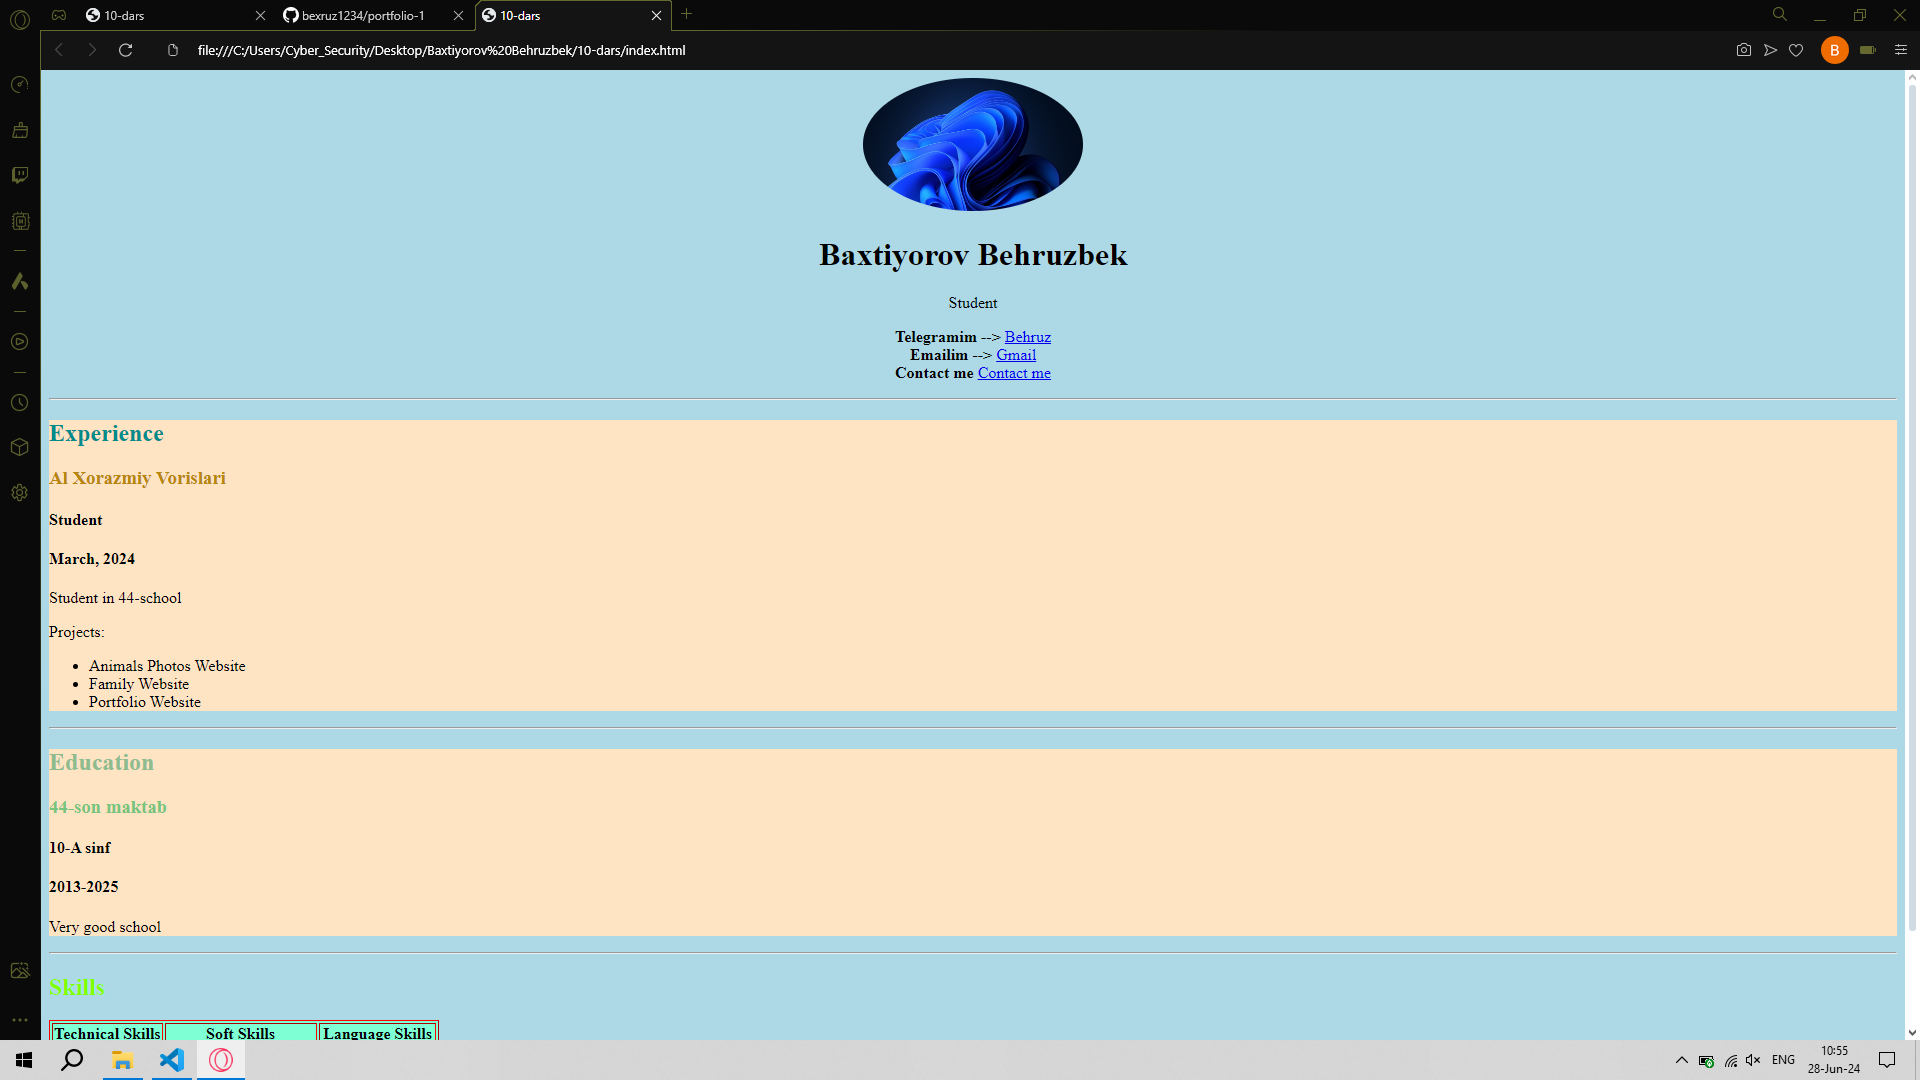 10-dars
bexruz1234/portfolio-1
10-dars
file:///C:/Users/Cyber_Security/Desktop/Baxtiyorov%20Behruzbek/10-dars/index.html
B
Baxtiyorov Behruzbek
Student
Telegramim --> Behruz
Emailim --> Gmail
Contact me Contact me
Experience
Al Xorazmiy Vorislari
Student
March, 2024
Student in 44-school
Projects:
Animals Photos Website
Family Website
Portfolio Website
Education
44-son maktab
10-A sinf
2013-2025
Very good school
Skills
Technical Skills Soft Skills Language Skills
ENG
10:55
28-Jun-24